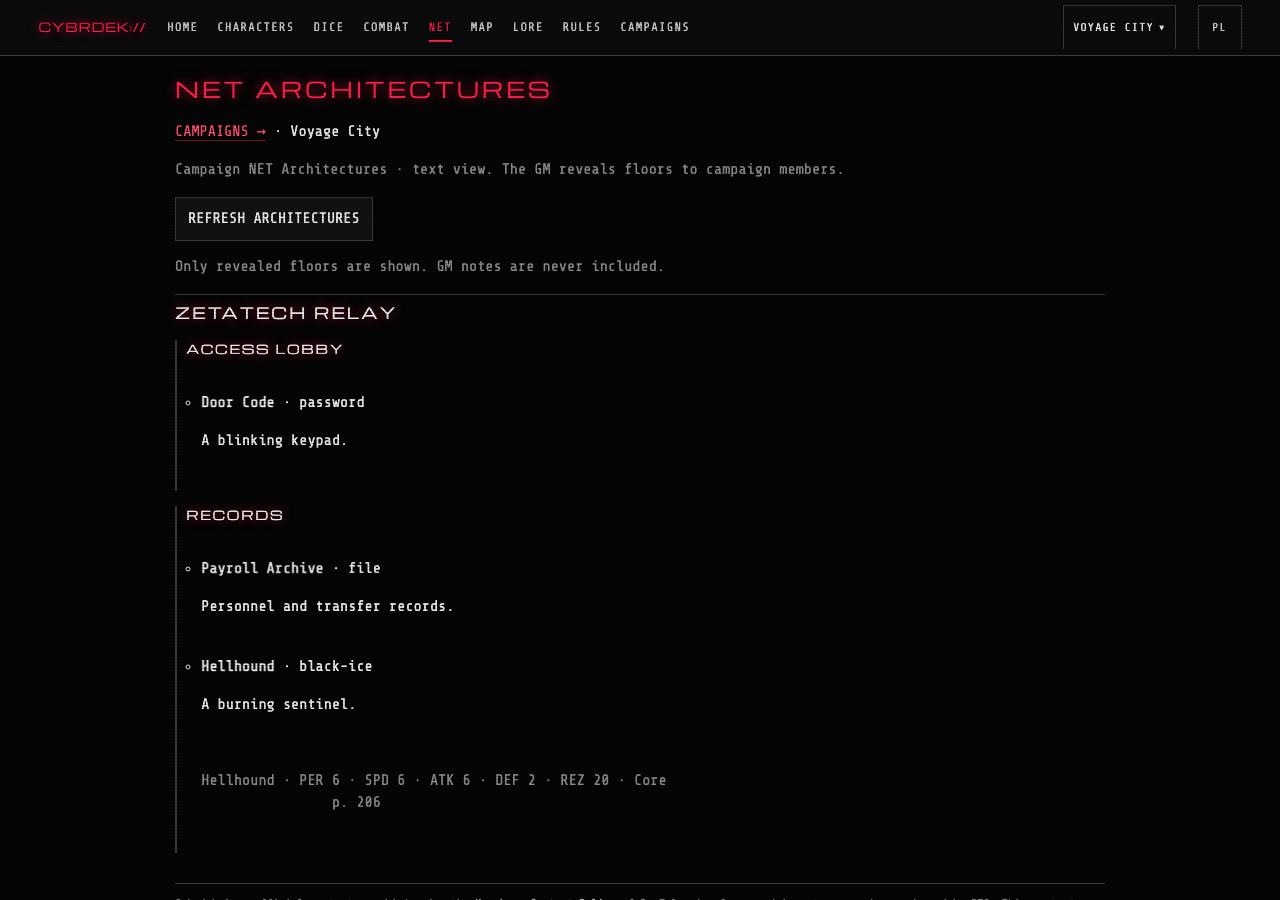 CYBRDEK://
HOME CHARACTERS DICE COMBAT NET MAP LORE RULES CAMPAIGNS
VOYAGE CITY ▾
PL
NET ARCHITECTURES
CAMPAIGNS → · Voyage City
Campaign NET Architectures · text view. The GM reveals floors to campaign members.
REFRESH ARCHITECTURES
Only revealed floors are shown. GM notes are never included.
ZETATECH RELAY
ACCESS LOBBY
Door Code · password
A blinking keypad.
RECORDS
Payroll Archive · file
Personnel and transfer records.
Hellhound · black-ice
A burning sentinel.
Hellhound · PER 6 · SPD 6 · ATK 6 · DEF 2 · REZ 20 · Core
p. 206